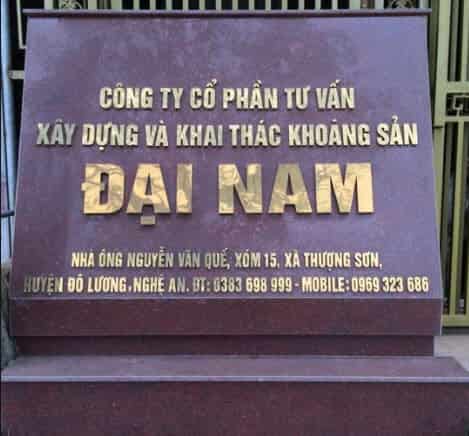 CÔNG TY CỔ PHẦN TƯ VẤN
XÂY DỰNG VÀ KHAI THÁC KHOÁNG SẢN
ĐẠI NAM
NHÀ ÔNG NGUYỄN VĂN QUẾ, XÓM 15, XÃ THƯỢNG SƠN,
HUYỆN ĐÔ LƯƠNG, NGHỆ AN. ĐT: 0383 698 999 - MOBILE: 0969 323 686